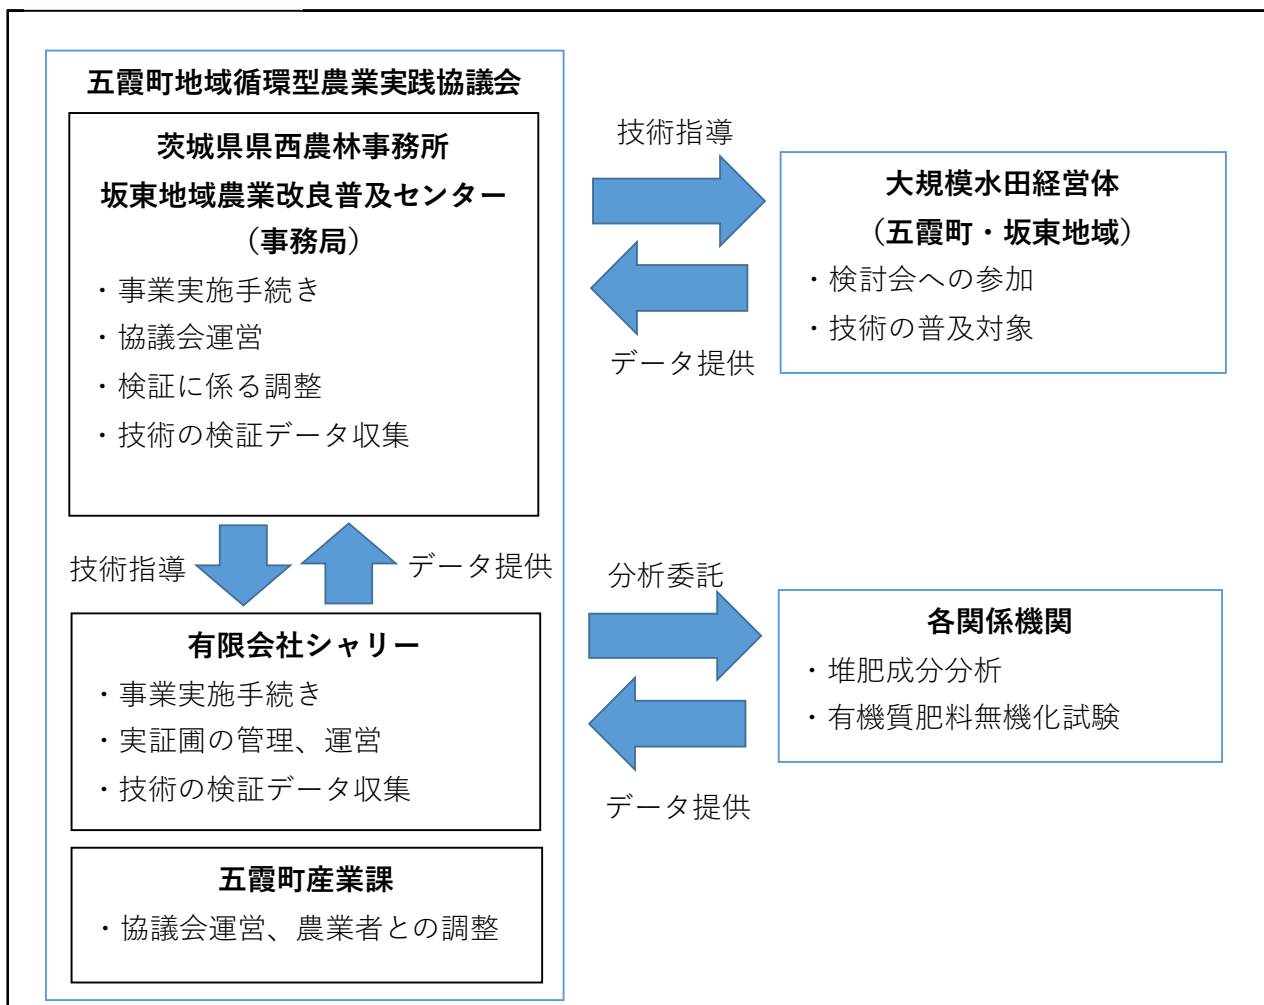 五霞町地域循環型農業実践協議会
茨城県県西農林事務所
坂東地域農業改良普及センター
（事務局）
・事業実施手続き
・協議会運営
・検証に係る調整
・技術の検証データ収集
技術指導
データ提供
有限会社シャリー
・事業実施手続き
・実証圃の管理、運営
・技術の検証データ収集
五霞町産業課
・協議会運営、農業者との調整
技術指導
データ提供
大規模水田経営体
（五霞町・坂東地域）
・検討会への参加
・技術の普及対象
分析委託
データ提供
各関係機関
・堆肥成分分析
・有機質肥料無機化試験